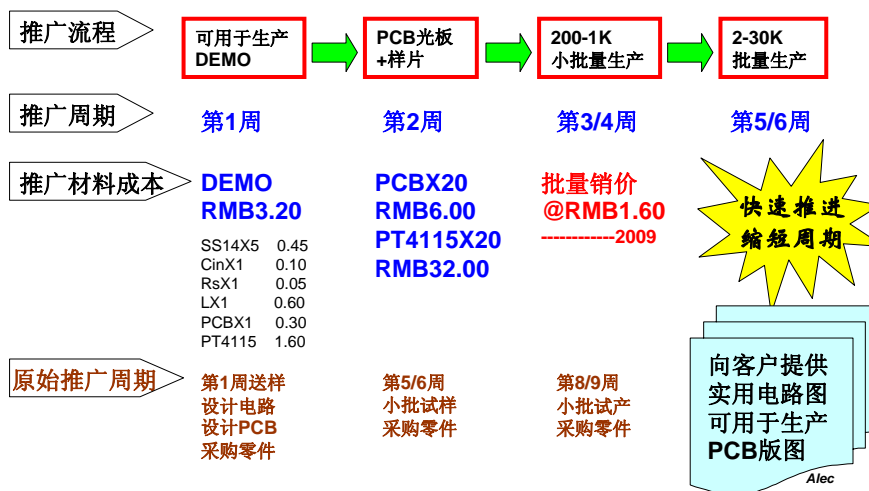 推广流程
可用于生产
DEMO
PCB光板
+样片
200-1K
小批量生产
2-30K
批量生产
推广周期
第1周
第2周
第3/4周
第5/6周
推广材料成本
DEMO
RMB3.20
SS14X5 0.45
CinX1 0.10
RsX1 0.05
LX1 0.60
PCBX1 0.30
PT4115 1.60
PCBX20
RMB6.00
PT4115X20
RMB32.00
批量销价
@RMB1.60
------------2009
快速推进
缩短周期
原始推广周期
第1周送样
设计电路
设计PCB
采购零件
第5/6周
小批试样
采购零件
第8/9周
小批试产
采购零件
向客户提供
实用电路图
可用于生产
PCB版图
Alec